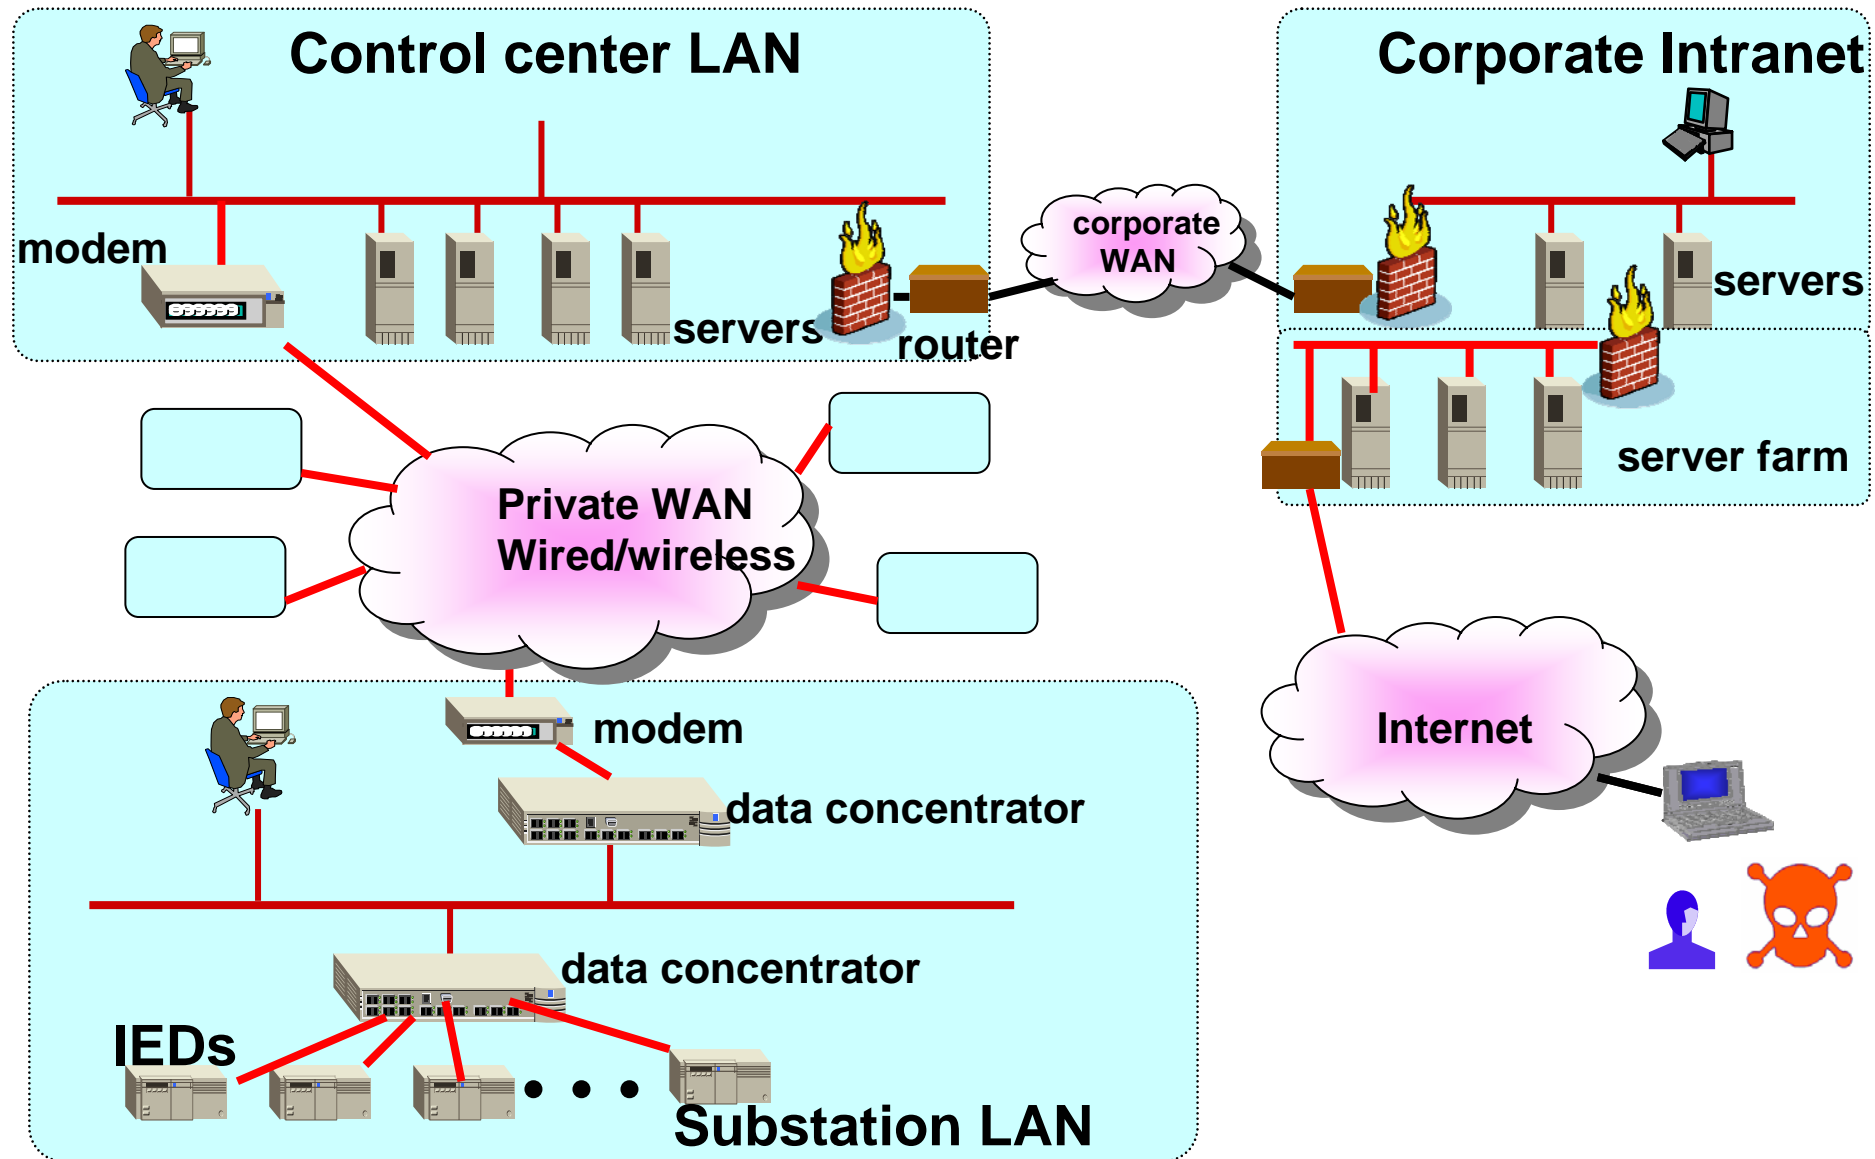 Control center LAN
Corporate Intranet
modem
servers
router
corporate
WAN
servers
server farm
Private WAN
Wired/wireless
Internet
modem
data concentrator
data concentrator
IEDs
Substation LAN